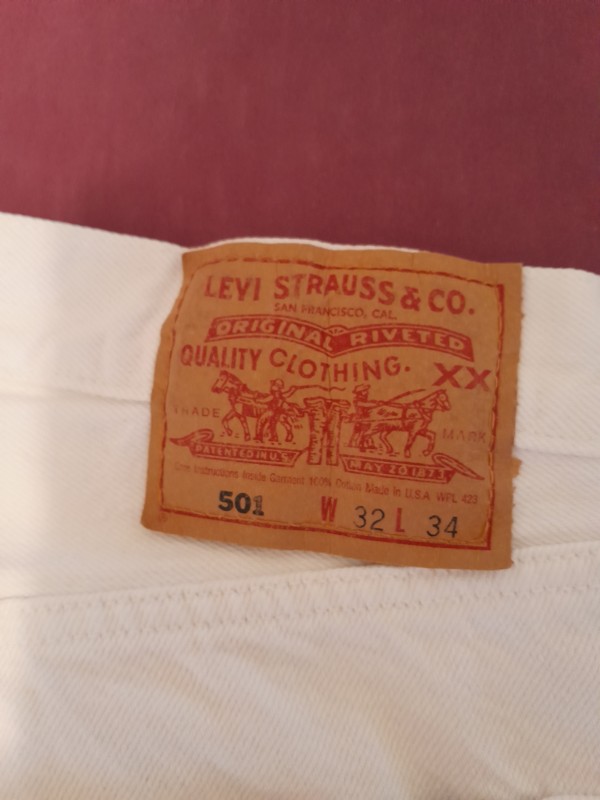 LEVI STRAUSS & CO.
SAN FRANCISCO, CAL.
ORIGINAL RIVETED
QUALITY CLOTHING.
XX
TRADE MARK
PATENTED IN U.S. MAY 20 1873
Care Instructions Inside Garment 100% Cotton Made in U.S.A. WPL 423
501 W 32 L 34